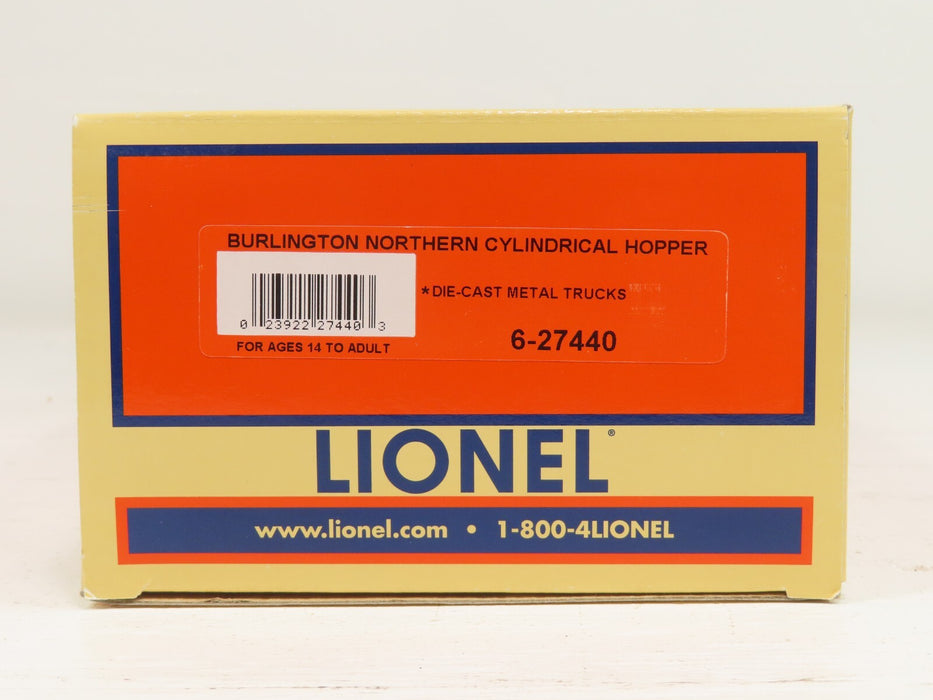 BURLINGTON NORTHERN CYLINDRICAL HOPPER
*DIE-CAST METAL TRUCKS
0 23922 27440 3
FOR AGES 14 TO ADULT
6-27440
LIONEL®
www.lionel.com • 1-800-4LIONEL